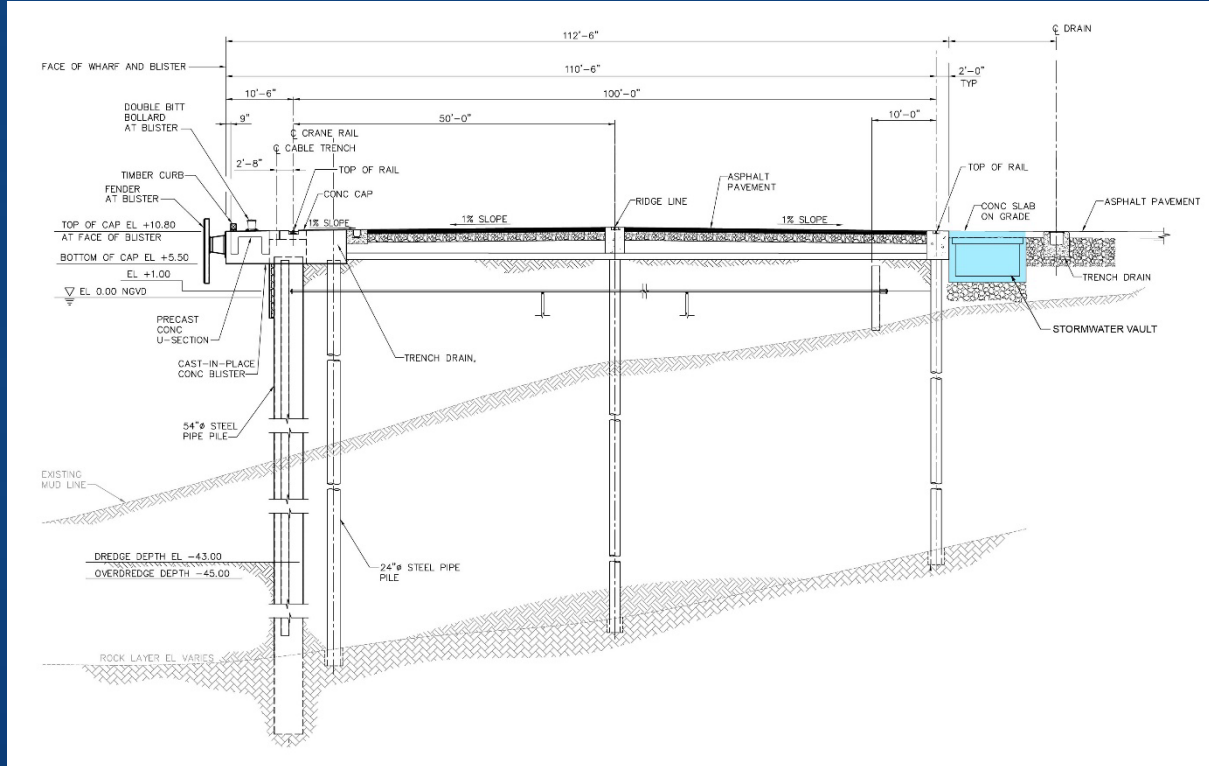 112'-6"
℄ DRAIN
FACE OF WHARF AND BLISTER
110'-6"
2'-0"
TYP
10'-6"
100'-0"
DOUBLE BITT
BOLLARD
AT BLISTER
9"
50'-0"
10'-0"
℄ CRANE RAIL
℄ CABLE TRENCH
2'-8"
TOP OF RAIL
TOP OF RAIL
TIMBER CURB
FENDER
AT BLISTER
CONC CAP
RIDGE LINE
ASPHALT
PAVEMENT
CONC SLAB
ON GRADE
ASPHALT PAVEMENT
TOP OF CAP EL +10.80
AT FACE OF BLISTER
1% SLOPE
1% SLOPE
1% SLOPE
BOTTOM OF CAP EL +5.50
EL +1.00
EL 0.00 NGVD
TRENCH DRAIN
PRECAST
CONC
U-SECTION
STORMWATER VAULT
CAST-IN-PLACE
CONC BLISTER
TRENCH DRAIN.
54"ø STEEL
PIPE PILE
EXISTING
MUD LINE
DREDGE DEPTH EL -43.00
OVERDREDGE DEPTH -45.00
24"ø STEEL PIPE
PILE
ROCK LAYER EL VARIES